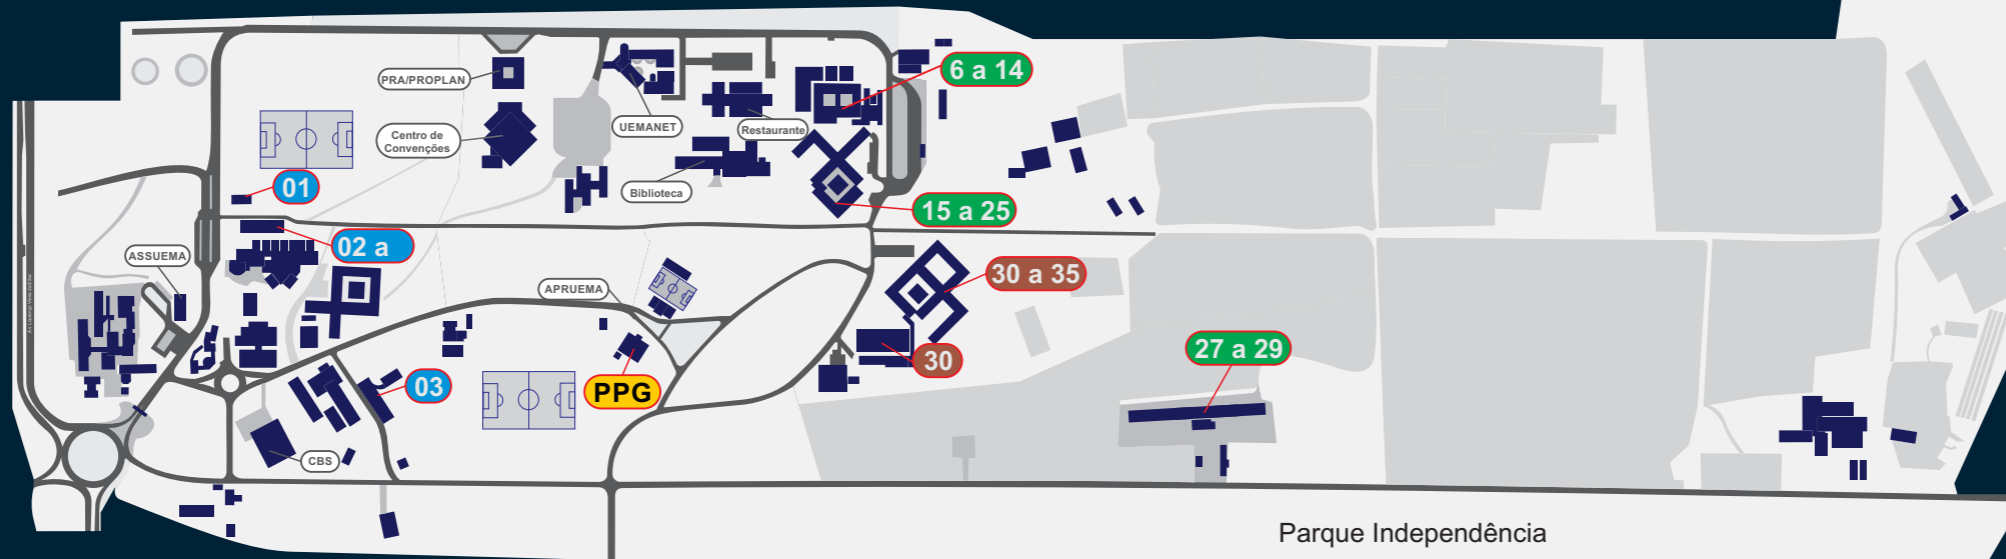 PRA/PROPLAN
6 a 14
UEMANET
Restaurante
Centro de
Convenções
01
Biblioteca
15 a 25
02 a
ASSUEMA
30 a 35
APRUEMA
27 a 29
30
03
PPG
CBS
Parque Independência